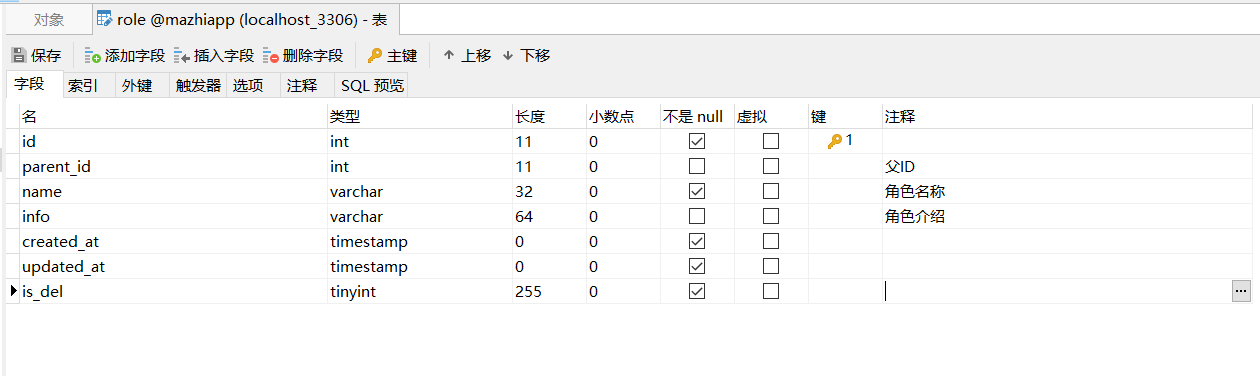 对象 role @mazhiapp (localhost_3306) - 表
保存 添加字段 插入字段 删除字段 主键 上移 下移
字段 索引 外键 触发器 选项 注释 SQL 预览
名 类型 长度 小数点 不是 null 虚拟 键 注释
id int 11 0 1
parent_id int 11 0 父ID
name varchar 32 0 角色名称
info varchar 64 0 角色介绍
created_at timestamp 0 0
updated_at timestamp 0 0
is_del tinyint 255 0